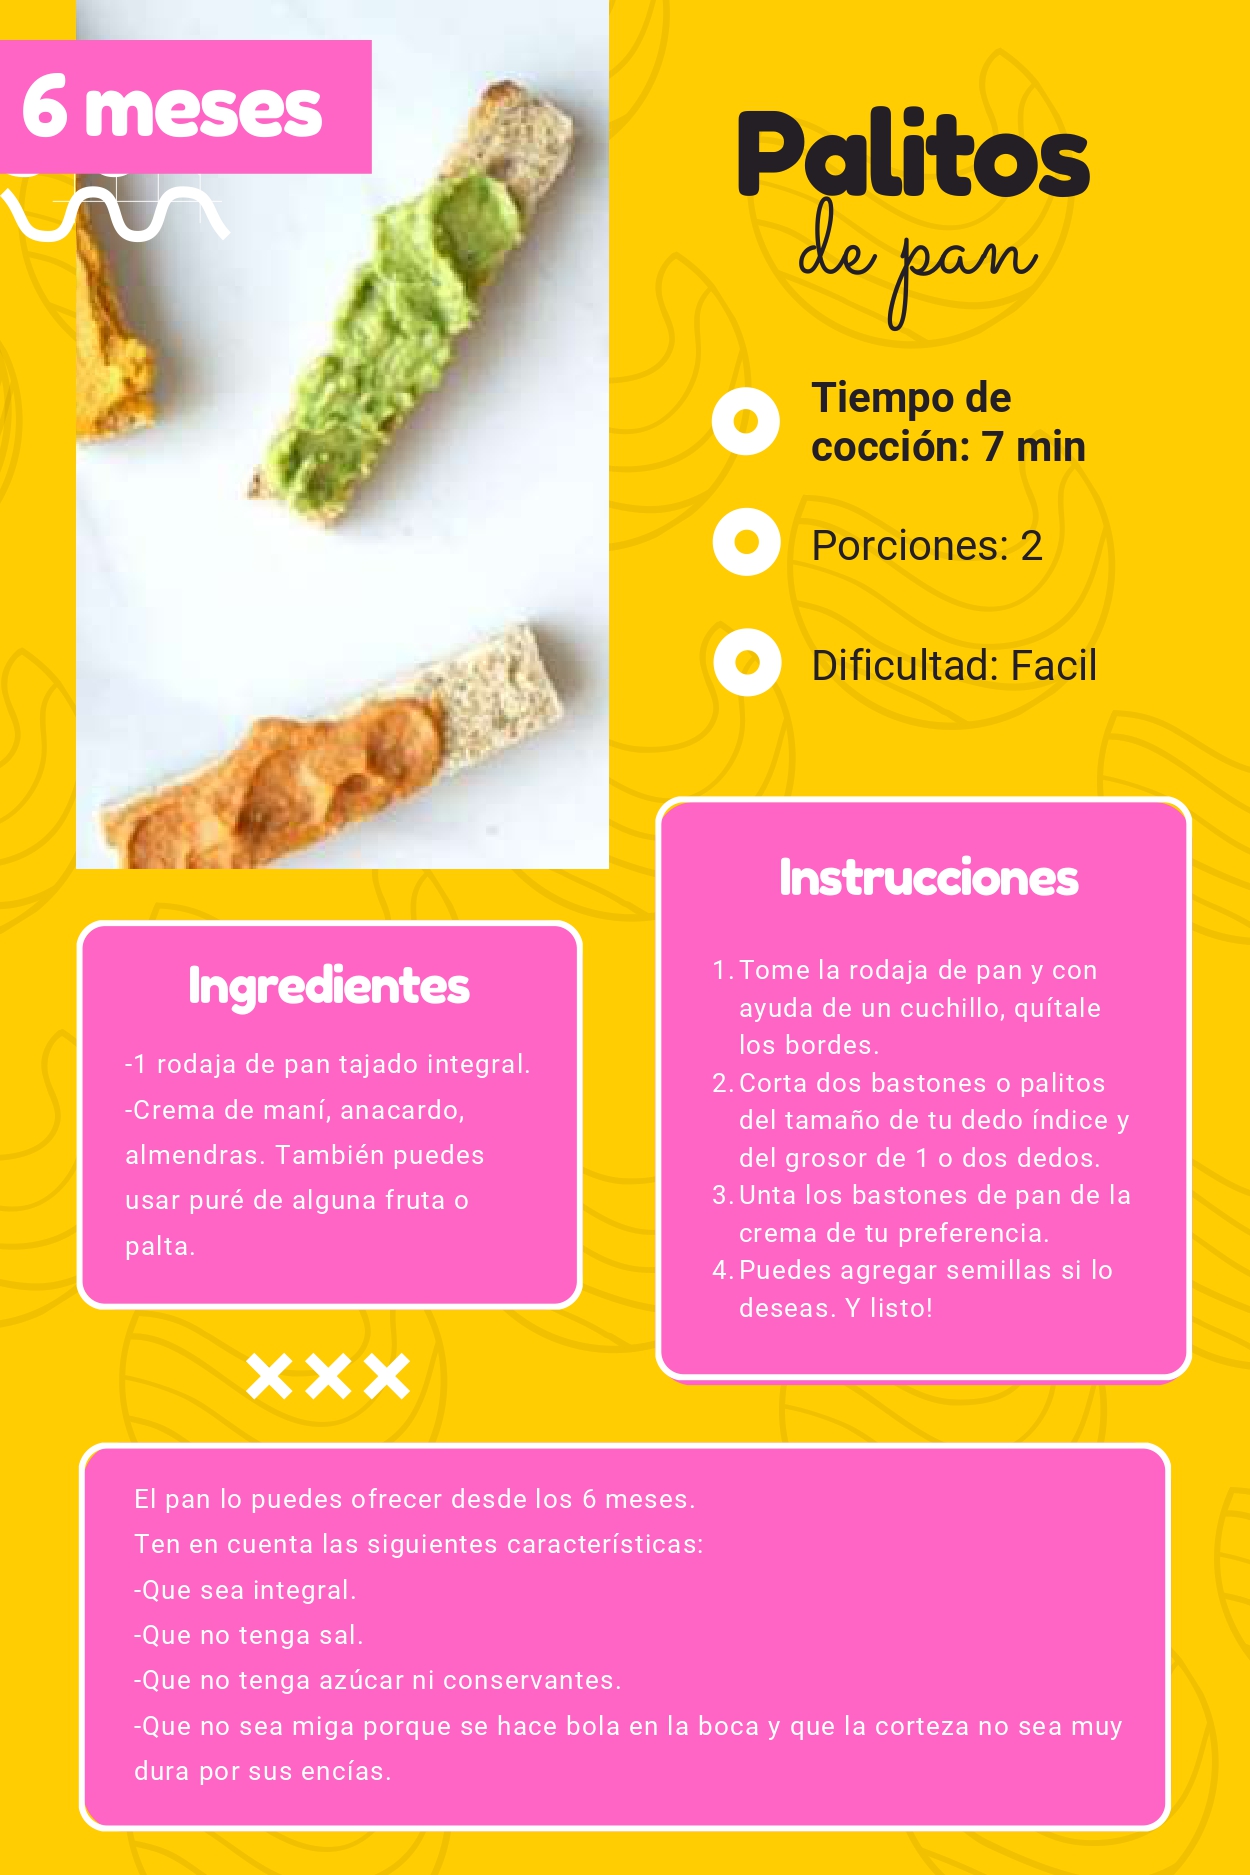 6 meses
Palitos
de pan
Tiempo de
cocción: 7 min
Porciones: 2
Dificultad: Facil
Ingredientes
-1 rodaja de pan tajado integral.
-Crema de maní, anacardo,
almendras. También puedes
usar puré de alguna fruta o
palta.
Instrucciones
1. Tome la rodaja de pan y con
ayuda de un cuchillo, quítale
los bordes.
2. Corta dos bastones o palitos
del tamaño de tu dedo índice y
del grosor de 1 o dos dedos.
3. Unta los bastones de pan de la
crema de tu preferencia.
4. Puedes agregar semillas si lo
deseas. Y listo!
El pan lo puedes ofrecer desde los 6 meses.
Ten en cuenta las siguientes características:
-Que sea integral.
-Que no tenga sal.
-Que no tenga azúcar ni conservantes.
-Que no sea miga porque se hace bola en la boca y que la corteza no sea muy
dura por sus encías.